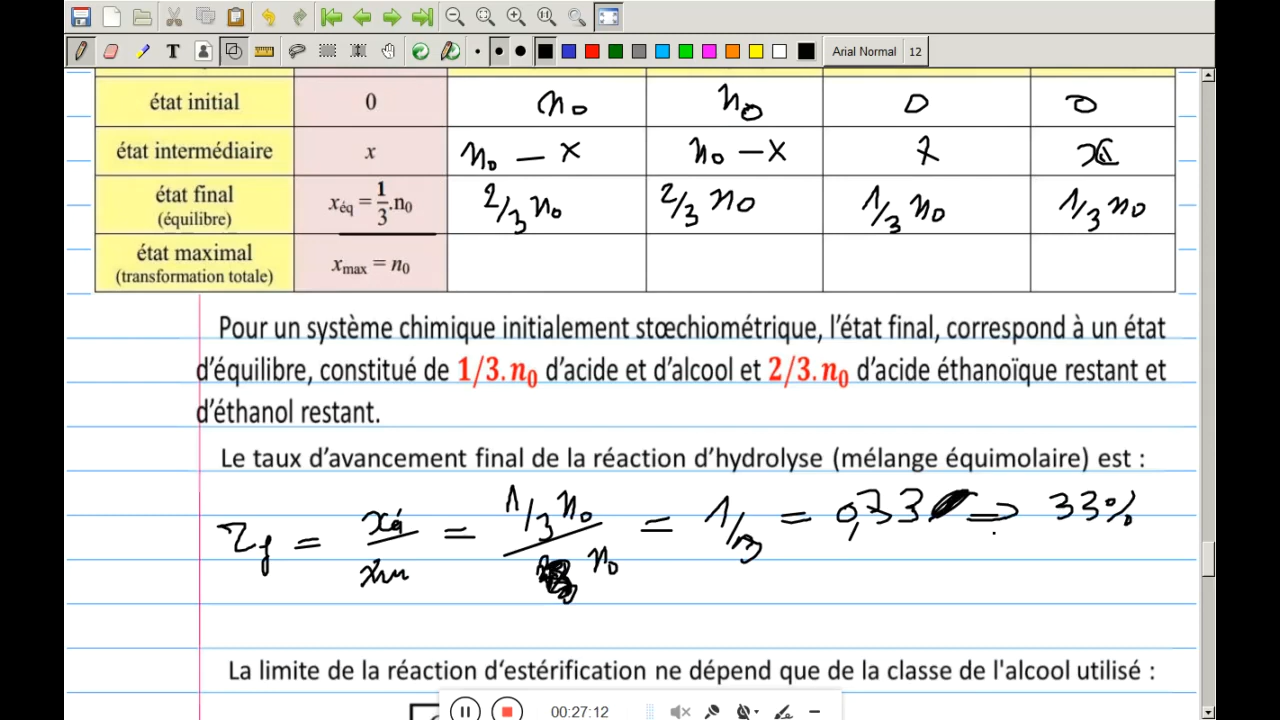 Arial Normal 12
état initial 0 n₀ n₀ 0 0
état intermédiaire x n₀ – x n₀ – x x x
état final (équilibre) xéq = 1/3.n₀ 2/3 n₀ 2/3 n₀ 1/3 n₀ 1/3 n₀
état maximal (transformation totale) xmax = n₀
Pour un système chimique initialement stœchiométrique, l’état final, correspond à un état
d’équilibre, constitué de 1/3.n₀ d’acide et d’alcool et 2/3.n₀ d’acide éthanoïque restant et
d’éthanol restant.
Le taux d’avancement final de la réaction d’hydrolyse (mélange équimolaire) est :
τf = xéq / xm = 1/3 n₀ / n₀ = 1/3 = 0,33 => 33%
La limite de la réaction d‘estérification ne dépend que de la classe de l'alcool utilisé :
00:27:12